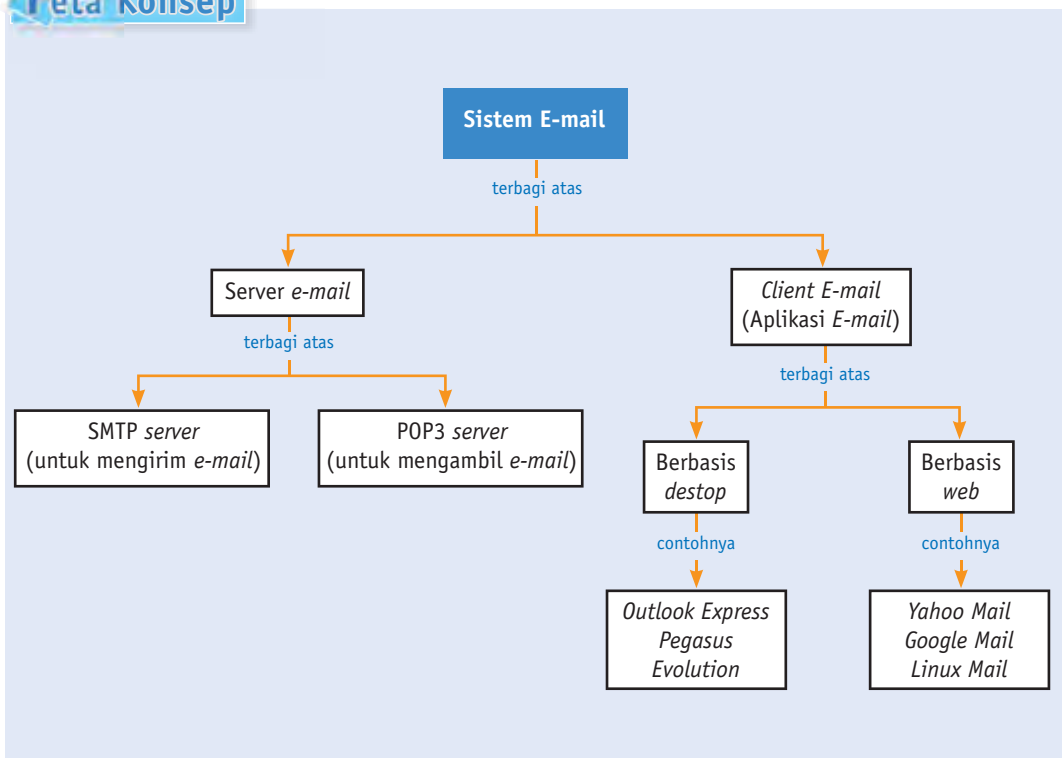 Peta Konsep
Sistem E-mail
terbagi atas
Server e-mail
terbagi atas
SMTP server
(untuk mengirim e-mail)
POP3 server
(untuk mengambil e-mail)
Client E-mail
(Aplikasi E-mail)
terbagi atas
Berbasis
destop
contohnya
Outlook Express
Pegasus
Evolution
Berbasis
web
contohnya
Yahoo Mail
Google Mail
Linux Mail